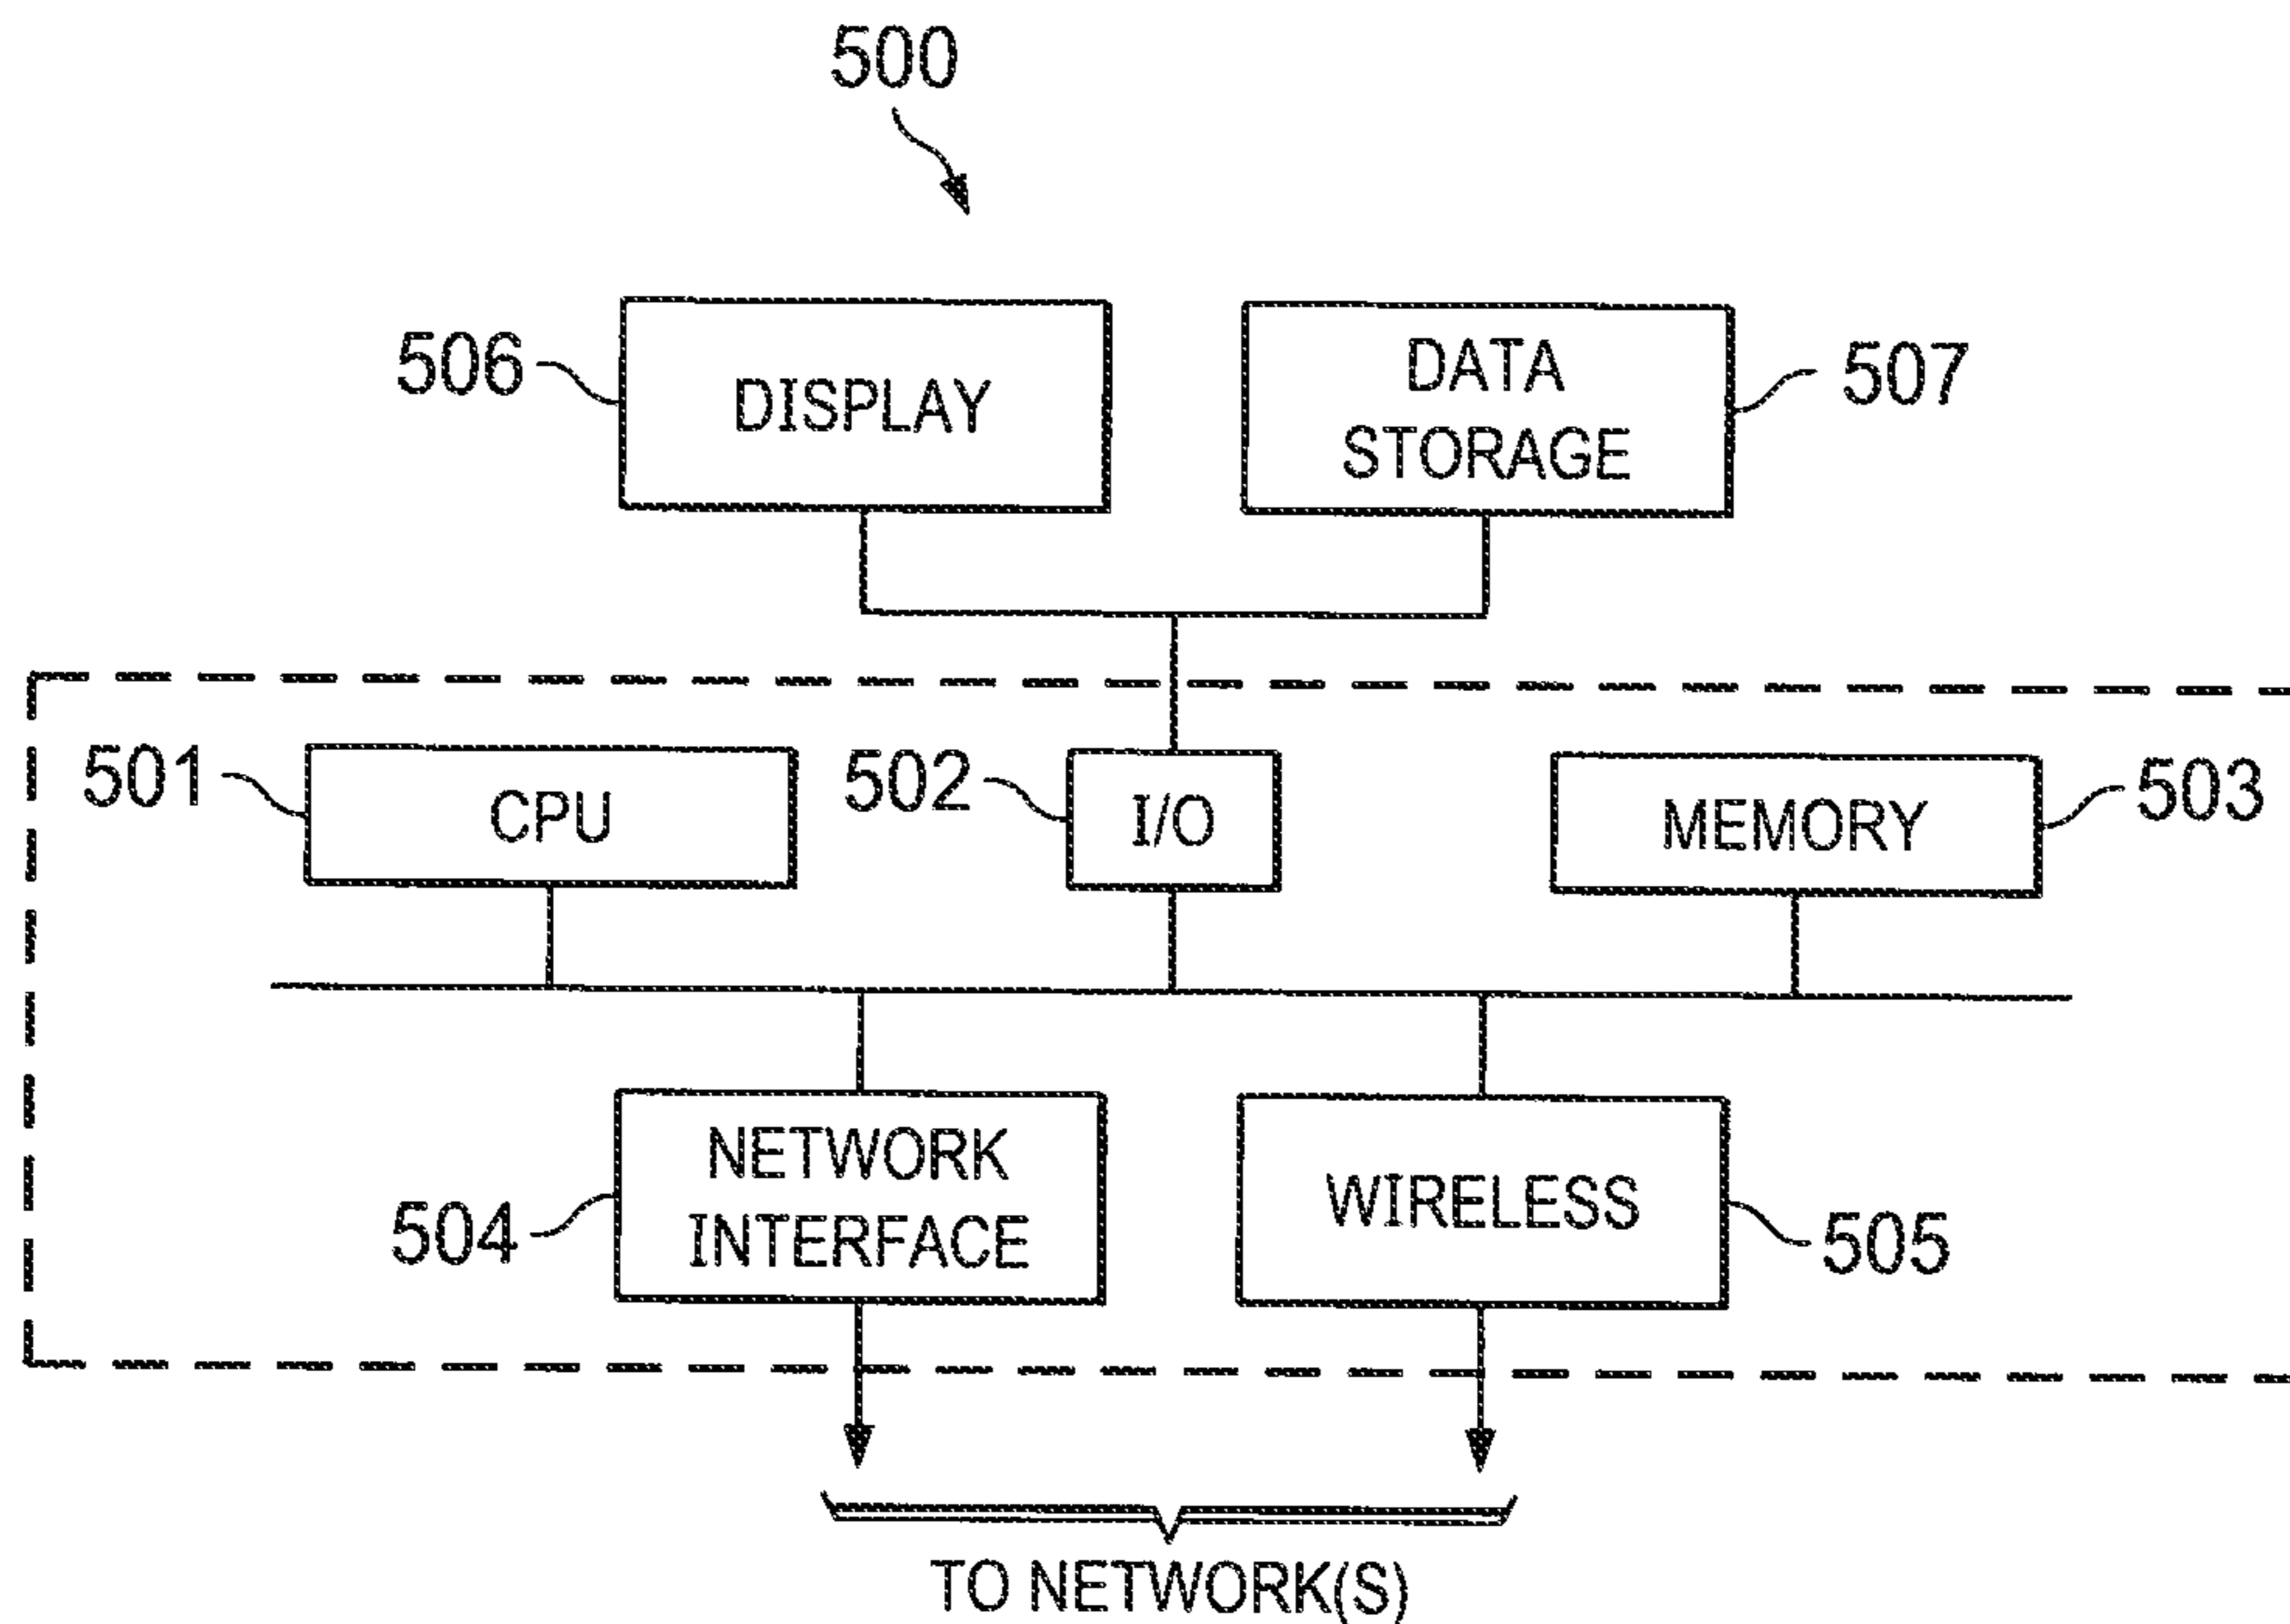 500
506
DISPLAY
DATA
STORAGE
507
501
CPU
502
I/O
MEMORY
503
504
NETWORK
INTERFACE
WIRELESS
505
TO NETWORK(S)